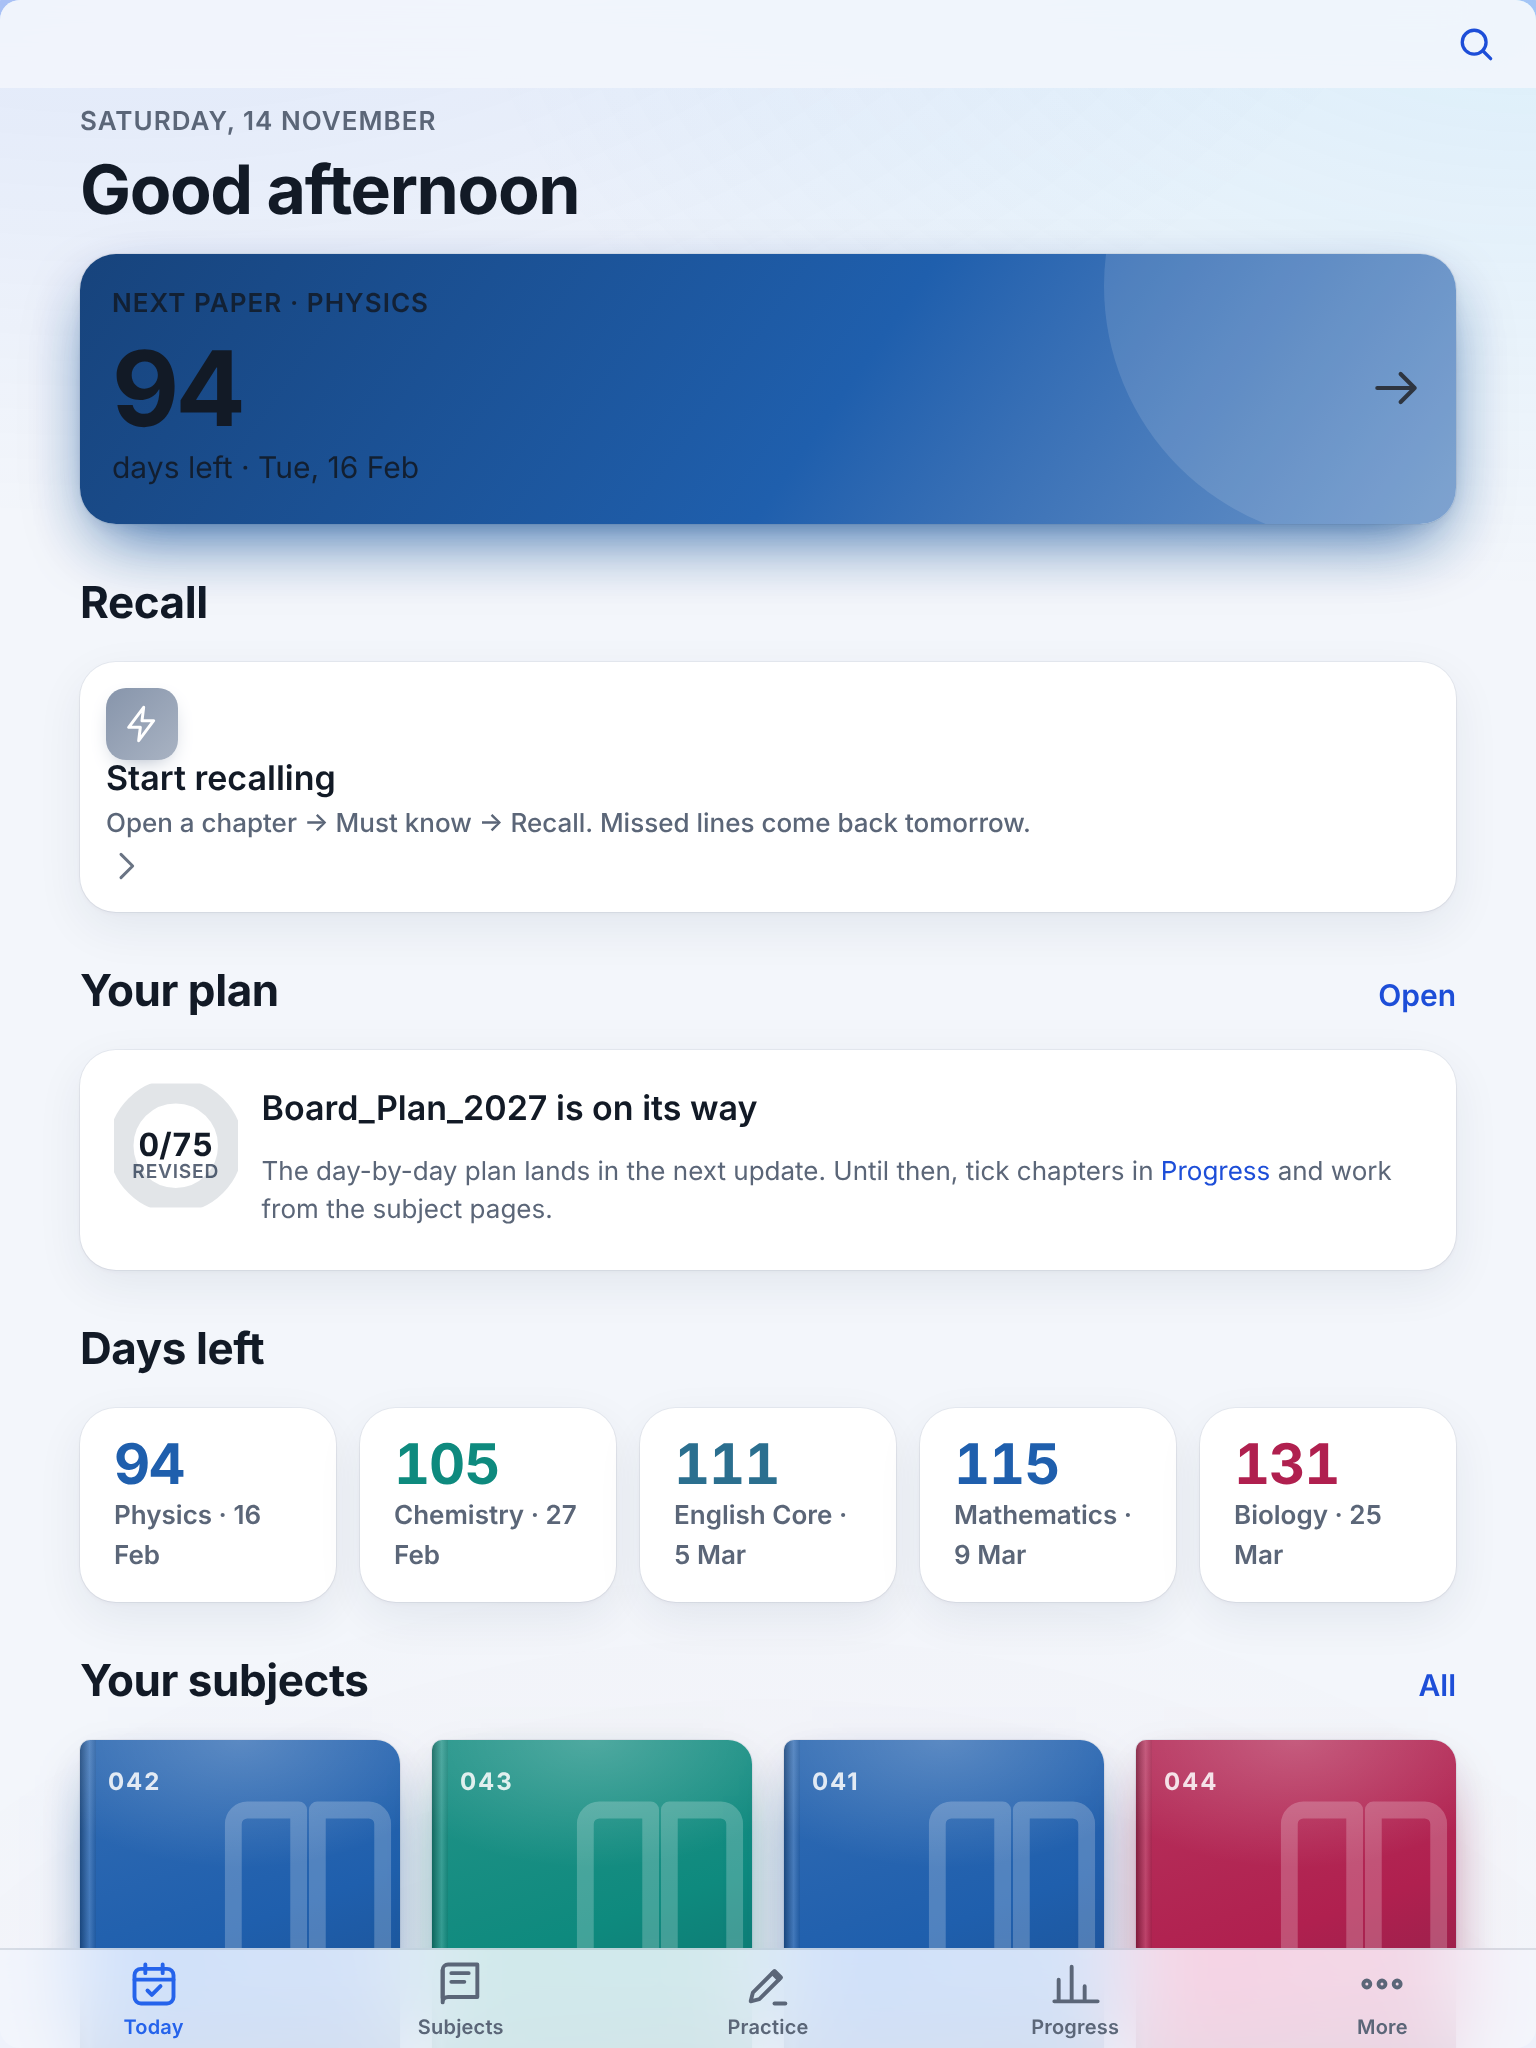 SATURDAY, 14 NOVEMBER
Good afternoon
NEXT PAPER · PHYSICS
94
days left · Tue, 16 Feb
Recall
Start recalling
Open a chapter → Must know → Recall. Missed lines come back tomorrow.
Your plan
Open
0/75
REVISED
Board_Plan_2027 is on its way
The day-by-day plan lands in the next update. Until then, tick chapters in Progress and work
from the subject pages.
Days left
94
Physics · 16
Feb
105
Chemistry · 27
Feb
111
English Core ·
5 Mar
115
Mathematics ·
9 Mar
131
Biology · 25
Mar
Your subjects
All
042
043
041
044
Today
Subjects
Practice
Progress
More